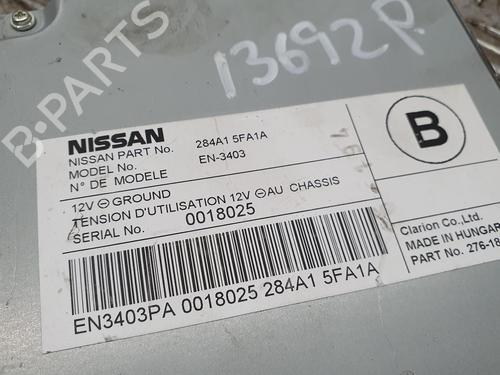 13692P.
B-PARTS
NISSAN
NISSAN PART No. 284A1 5FA1A
MODEL No. EN-3403
N° DE MODELE
12V ⊖ GROUND
TENSION D'UTILISATION 12V ⊖ AU CHASSIS
SERIAL No. 0018025
EN3403PA 0018025 284A1 5FA1A
B
Clarion Co.,Ltd.
MADE IN HUNGAR
PART No. 276-18